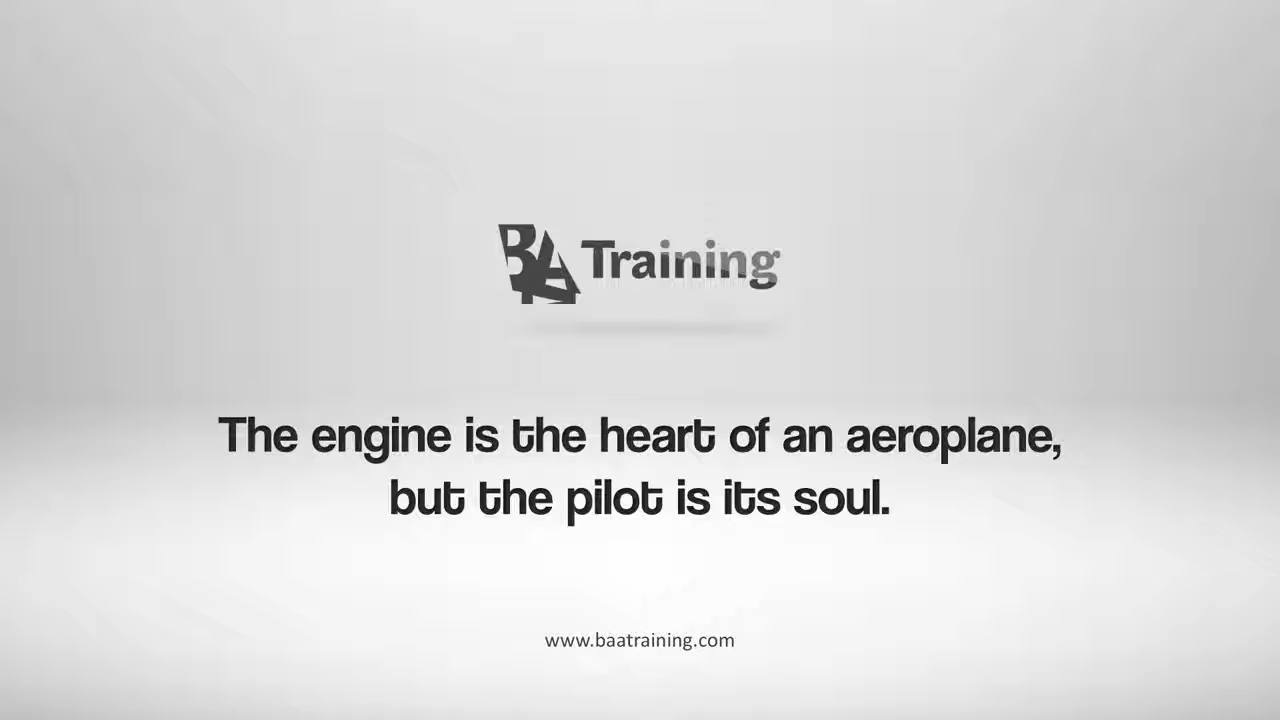 BAA Training
The engine is the heart of an aeroplane,
but the pilot is its soul.
www.baatraining.com